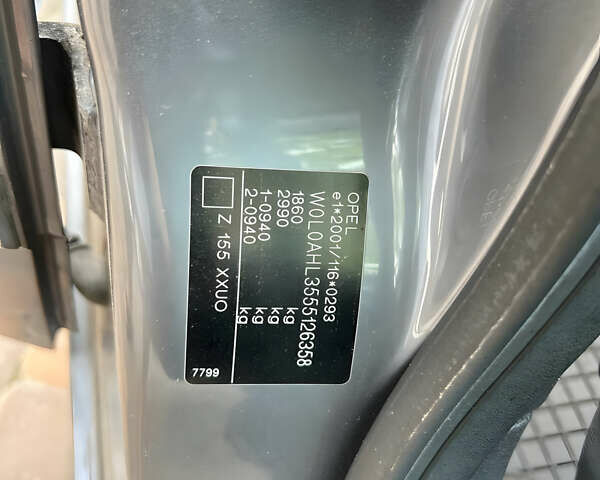 OPEL
e1*2001/116*0293
W0L0AHL3555126358
1860 kg
2990 kg
1-0940 kg
2-0940 kg
Z 155 XXUO
7799